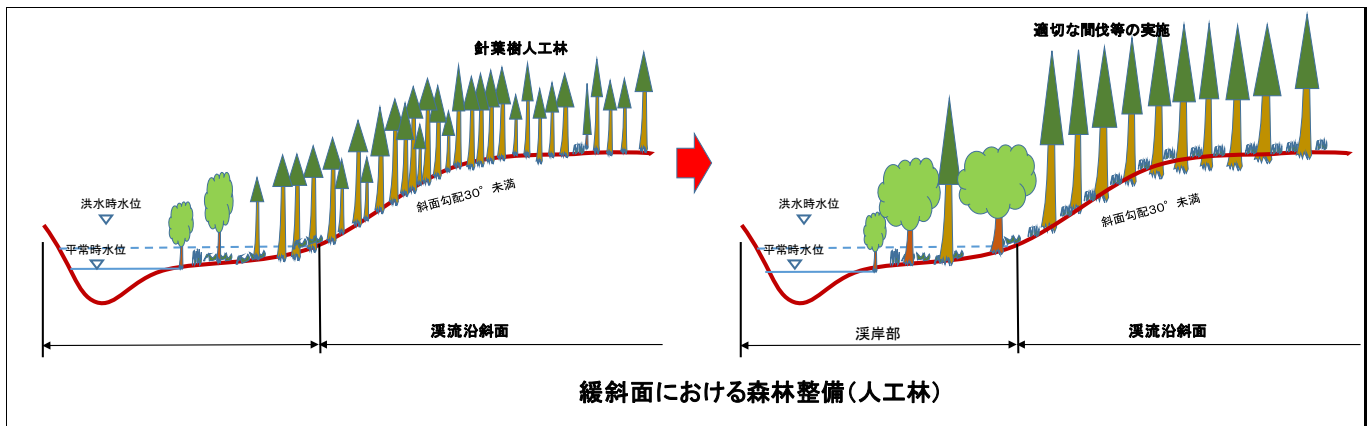 針葉樹人工林
洪水時水位
平常時水位
斜面勾配30°未満
渓流沿斜面
適切な間伐等の実施
洪水時水位
平常時水位
斜面勾配30°未満
渓岸部
渓流沿斜面
緩斜面における森林整備(人工林)